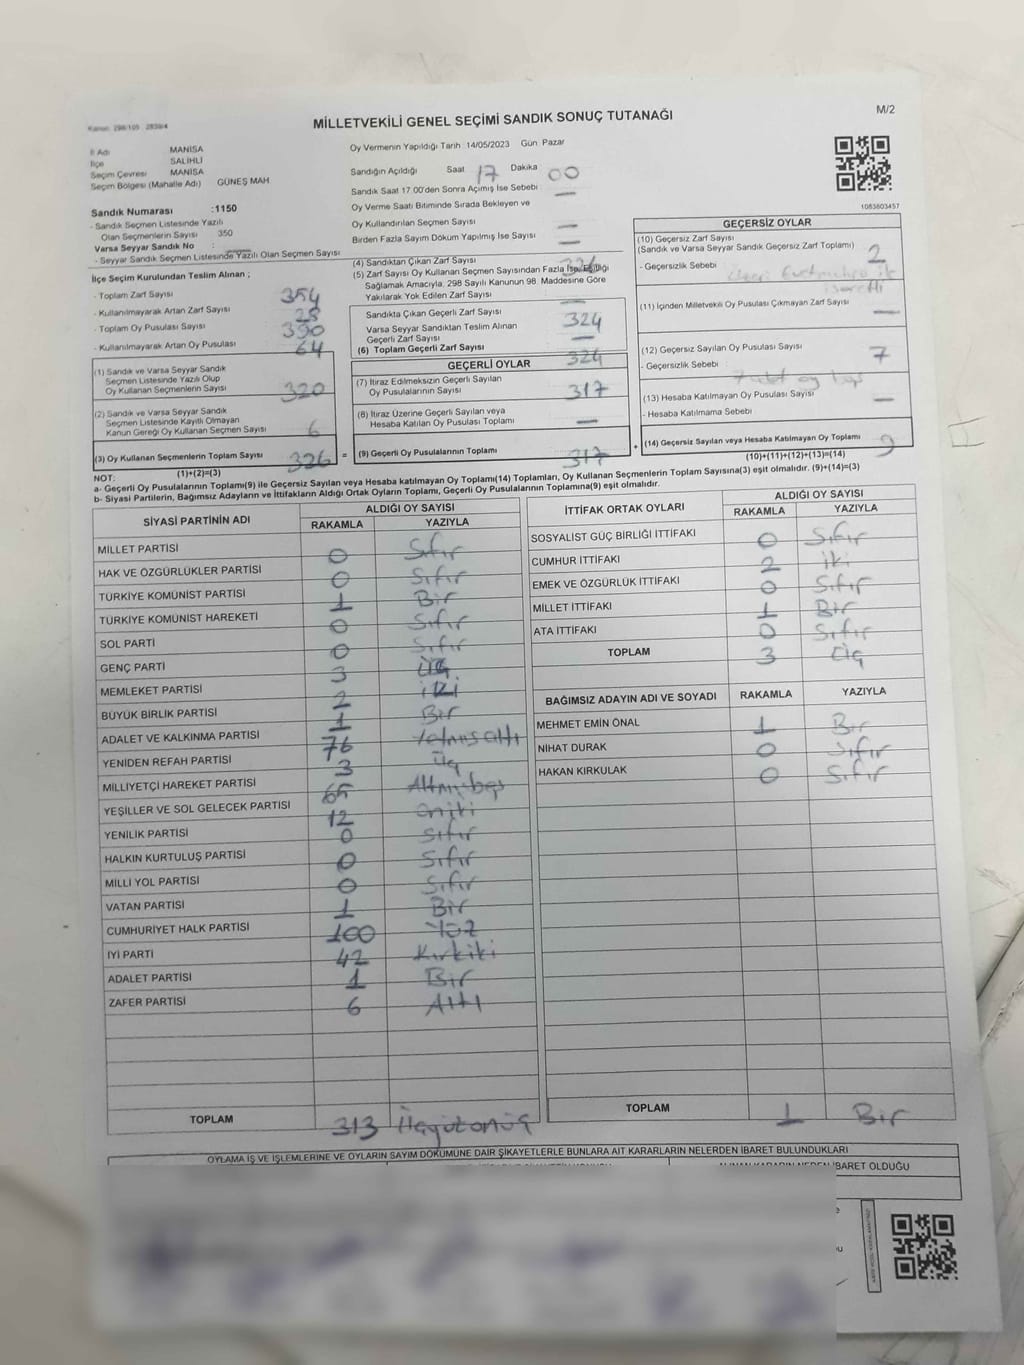 Kanun: 298/105 2839/4
M/2
MİLLETVEKİLİ GENEL SEÇİMİ SANDIK SONUÇ TUTANAĞI
İl Adı MANİSA
İlçe SALİHLİ
Seçim Çevresi MANİSA
Seçim Bölgesi (Mahalle Adı) GÜNEŞ MAH
Sandık Numarası :1150
- Sandık Seçmen Listesinde Yazılı
Olan Seçmenlerin Sayısı 350
Varsa Seyyar Sandık No :
- Seyyar Sandık Seçmen Listesinde Yazılı Olan Seçmen Sayısı
Oy Vermenin Yapıldığı Tarih :14/05/2023 Gün Pazar
Sandığın Açıldığı Saat 17 Dakika 00
Sandık Saat 17.00'den Sonra Açımış İse Sebebi —
Oy Verme Saati Bitiminde Sırada Bekleyen ve
Oy Kullandırılan Seçmen Sayısı —
Birden Fazla Sayım Döküm Yapılmış İse Sayısı —
1083803457
İlçe Seçim Kurulundan Teslim Alınan ;
- Toplam Zarf Sayısı 354
- Kullanılmayarak Artan Zarf Sayısı 28
- Toplam Oy Pusulası Sayısı 390
- Kullanılmayarak Artan Oy Pusulası 64
(1) Sandık ve Varsa Seyyar Sandık
Seçmen Listesinde Yazılı Olup
Oy Kullanan Seçmenlerin Sayısı 320
(2) Sandık ve Varsa Seyyar Sandık
Seçmen Listesinde Kayıtlı Olmayan
Kanun Gereği Oy Kullanan Seçmen Sayısı 6
(3) Oy Kullanan Seçmenlerin Toplam Sayısı 326 =
(1)+(2)=(3)
(4) Sandıktan Çıkan Zarf Sayısı 326
(5) Zarf Sayısı Oy Kullanan Seçmen Sayısından Fazla İse, Eşitliği
Sağlamak Amacıyla, 298 Sayılı Kanunun 98. Maddesine Göre
Yakılarak Yok Edilen Zarf Sayısı —
Sandıkta Çıkan Geçerli Zarf Sayısı 324
Varsa Seyyar Sandıktan Teslim Alınan
Geçerli Zarf Sayısı —
(6) Toplam Geçerli Zarf Sayısı 324
GEÇERLİ OYLAR
(7) İtiraz Edilmeksizin Geçerli Sayılan
Oy Pusulalarının Sayısı 317
(8) İtiraz Üzerine Geçerli Sayılan veya
Hesaba Katılan Oy Pusulası Toplamı —
(9) Geçerli Oy Pusulalarının Toplamı 317 +
GEÇERSİZ OYLAR
(10) Geçersiz Zarf Sayısı
(Sandık ve Varsa Seyyar Sandık Geçersiz Zarf Toplamı) 2
- Geçersizlik Sebebi
Üzeri ile
işaretli
(11) İçinden Milletvekili Oy Pusulası Çıkmayan Zarf Sayısı —
(12) Geçersiz Sayılan Oy Pusulası Sayısı 7
- Geçersizlik Sebebi
7 adet oy
(13) Hesaba Katılmayan Oy Pusulası Sayısı —
- Hesaba Katılmama Sebebi
(14) Geçersiz Sayılan veya Hesaba Katılmayan Oy Toplamı 9
(10)+(11)+(12)+(13)=(14)
NOT:
a- Geçerli Oy Pusulalarının Toplamı(9) ile Geçersiz Sayılan veya Hesaba katılmayan Oy Toplamı(14) Toplamları, Oy Kullanan Seçmenlerin Toplam Sayısına(3) eşit olmalıdır. (9)+(14)=(3)
b- Siyasi Partilerin, Bağımsız Adayların ve İttifakların Aldığı Ortak Oyların Toplamı, Geçerli Oy Pusulalarının Toplamına(9) eşit olmalıdır.
SİYASİ PARTİNİN ADI ALDIĞI OY SAYISI
RAKAMLA YAZIYLA
MİLLET PARTİSİ 0 Sıfır
HAK VE ÖZGÜRLÜKLER PARTİSİ 0 Sıfır
TÜRKİYE KOMÜNİST PARTİSİ 1 Bir
TÜRKİYE KOMÜNİST HAREKETİ 0 Sıfır
SOL PARTİ 0 Sıfır
GENÇ PARTİ 3 Üç
MEMLEKET PARTİSİ 2 iki
BÜYÜK BİRLİK PARTİSİ 1 Bir
ADALET VE KALKINMA PARTİSİ 76 Yetmişaltı
YENİDEN REFAH PARTİSİ 3 Üç
MİLLİYETÇİ HAREKET PARTİSİ 65 Altmışbeş
YEŞİLLER VE SOL GELECEK PARTİSİ 12 oniki
YENİLİK PARTİSİ 0 sıfır
HALKIN KURTULUŞ PARTİSİ 0 Sıfır
MİLLİ YOL PARTİSİ 0 Sıfır
VATAN PARTİSİ 1 Bir
CUMHURİYET HALK PARTİSİ 100 Yüz
İYİ PARTİ 42 Kırkiki
ADALET PARTİSİ 1 Bir
ZAFER PARTİSİ 6 Altı
TOPLAM 313 Üçyüzonüç
İTTİFAK ORTAK OYLARI ALDIĞI OY SAYISI
RAKAMLA YAZIYLA
SOSYALİST GÜÇ BİRLİĞİ İTTİFAKI 0 Sıfır
CUMHUR İTTİFAKI 2 iki
EMEK VE ÖZGÜRLÜK İTTİFAKI 0 Sıfır
MİLLET İTTİFAKI 1 Bir
ATA İTTİFAKI 0 Sıfır
TOPLAM 3 Üç
BAĞIMSIZ ADAYIN ADI VE SOYADI RAKAMLA YAZIYLA
MEHMET EMİN ÖNAL 1 Bir
NİHAT DURAK 0 Sıfır
HAKAN KIRKULAK 0 Sıfır
TOPLAM 1 Bir
OYLAMA İŞ VE İŞLEMLERİNE VE OYLARIN SAYIM DÖKÜMÜNE DAİR ŞİKAYETLERLE BUNLARA AİT KARARLARIN NELERDEN İBARET BULUNDUKLARI
İBARET OLDUĞU